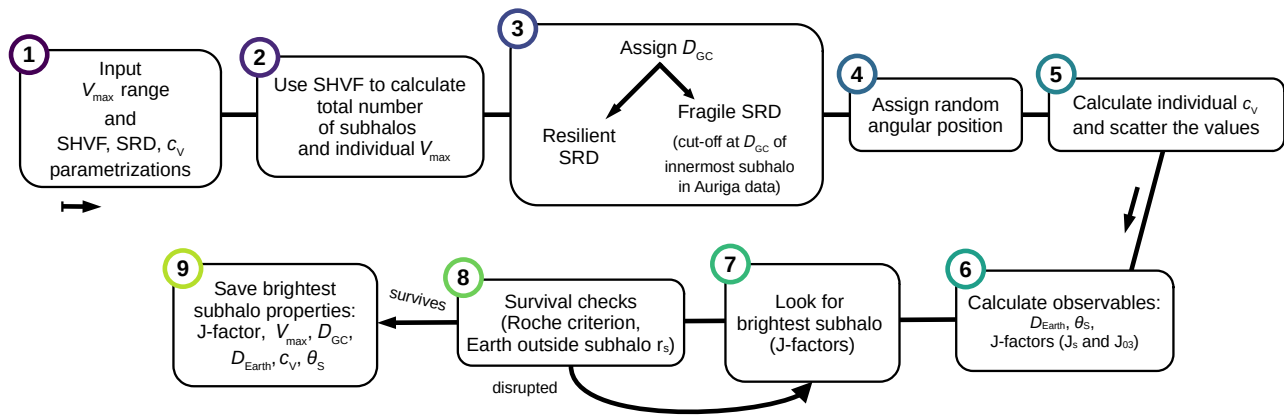 1
Input
Vmax range
and
SHVF, SRD, cV
parametrizations
2
Use SHVF to calculate
total number
of subhalos
and individual Vmax
3
Assign DGC
Resilient
SRD
Fragile SRD
(cut-off at DGC of
innermost subhalo
in Auriga data)
4
Assign random
angular position
5
Calculate individual cV
and scatter the values
6
Calculate observables:
DEarth, θS,
J-factors (JS and J03)
7
Look for
brightest subhalo
(J-factors)
8
Survival checks
(Roche criterion,
Earth outside subhalo rs)
survives
disrupted
9
Save brightest
subhalo properties:
J-factor, Vmax, DGC,
DEarth, cV, θS